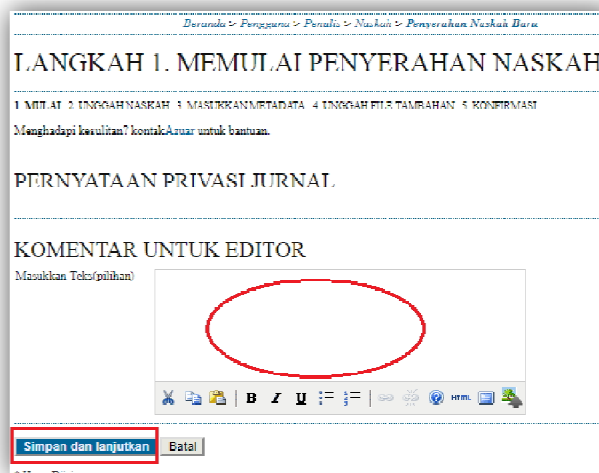 Beranda > Pengguna > Penulis > Naskah > Penyerahan Naskah Baru
LANGKAH 1. MEMULAI PENYERAHAN NASKAH
1. MULAI 2. UNGGAH NASKAH 3. MASUKKAN METADATA 4. UNGGAH FILE TAMBAHAN 5. KONFIRMASI
Menghadapi kesulitan? kontak Azuar untuk bantuan.
PERNYATAAN PRIVASI JURNAL
KOMENTAR UNTUK EDITOR
Masukkan Teks(pilihan)
B I U HTML
Simpan dan lanjutkan Batal